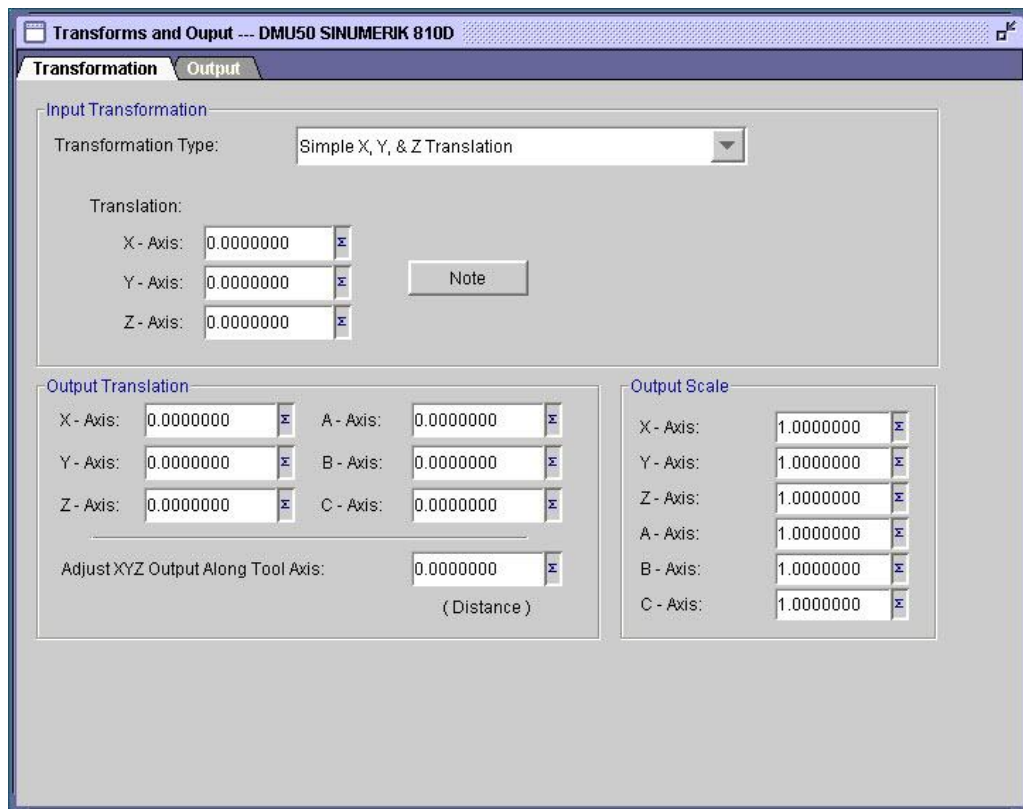 Transforms and Ouput --- DMU50 SINUMERIK 810D
Transformation Output
Input Transformation
Transformation Type: Simple X, Y, & Z Translation
Translation:
X - Axis: 0.0000000 Σ
Y - Axis: 0.0000000 Σ
Note
Z - Axis: 0.0000000 Σ
Output Translation
X - Axis: 0.0000000 Σ A - Axis: 0.0000000 Σ
Y - Axis: 0.0000000 Σ B - Axis: 0.0000000 Σ
Z - Axis: 0.0000000 Σ C - Axis: 0.0000000 Σ
Adjust XYZ Output Along Tool Axis: 0.0000000 Σ
( Distance )
Output Scale
X - Axis: 1.0000000 Σ
Y - Axis: 1.0000000 Σ
Z - Axis: 1.0000000 Σ
A - Axis: 1.0000000 Σ
B - Axis: 1.0000000 Σ
C - Axis: 1.0000000 Σ